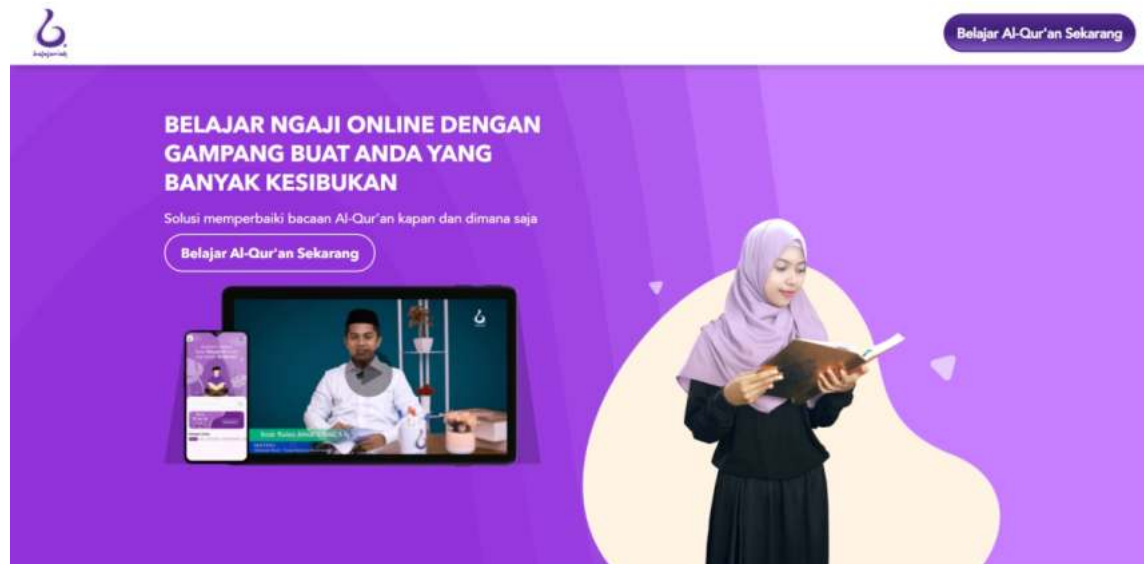 belajarlah
Belajar Al-Qur'an Sekarang
BELAJAR NGAJI ONLINE DENGAN
GAMPANG BUAT ANDA YANG
BANYAK KESIBUKAN
Solusi memperbaiki bacaan Al-Qur'an kapan dan dimana saja
Belajar Al-Qur'an Sekarang